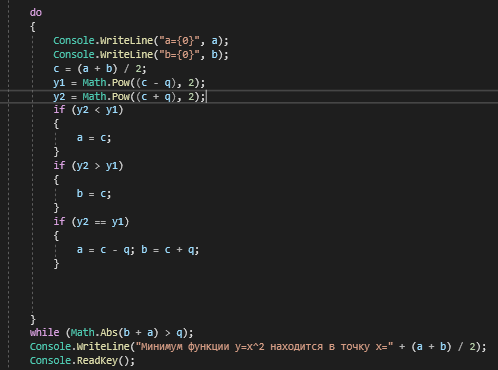 do
{
Console.WriteLine("a={0}", a);
Console.WriteLine("b={0}", b);
c = (a + b) / 2;
y1 = Math.Pow((c - q), 2);
y2 = Math.Pow((c + q), 2);
if (y2 < y1)
{
a = c;
}
if (y2 > y1)
{
b = c;
}
if (y2 == y1)
{
a = c - q; b = c + q;
}
}
while (Math.Abs(b + a) > q);
Console.WriteLine("Минимум функции y=x^2 находится в точку x=" + (a + b) / 2);
Console.ReadKey();